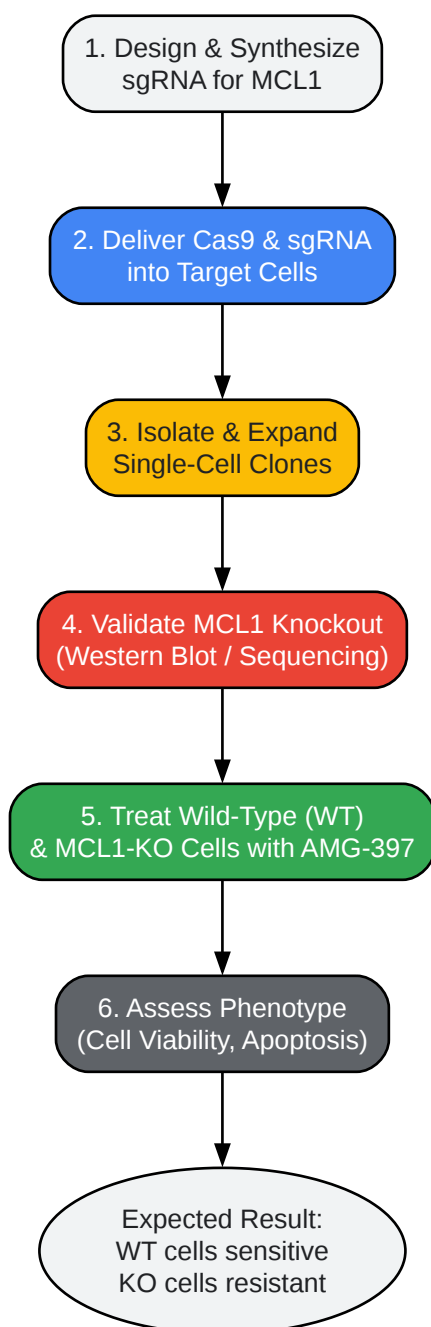 1. Design & Synthesize
sgRNA for MCL1
2. Deliver Cas9 & sgRNA
into Target Cells
3. Isolate & Expand
Single-Cell Clones
4. Validate MCL1 Knockout
(Western Blot / Sequencing)
5. Treat Wild-Type (WT)
& MCL1-KO Cells with AMG-397
6. Assess Phenotype
(Cell Viability, Apoptosis)
Expected Result:
WT cells sensitive
KO cells resistant